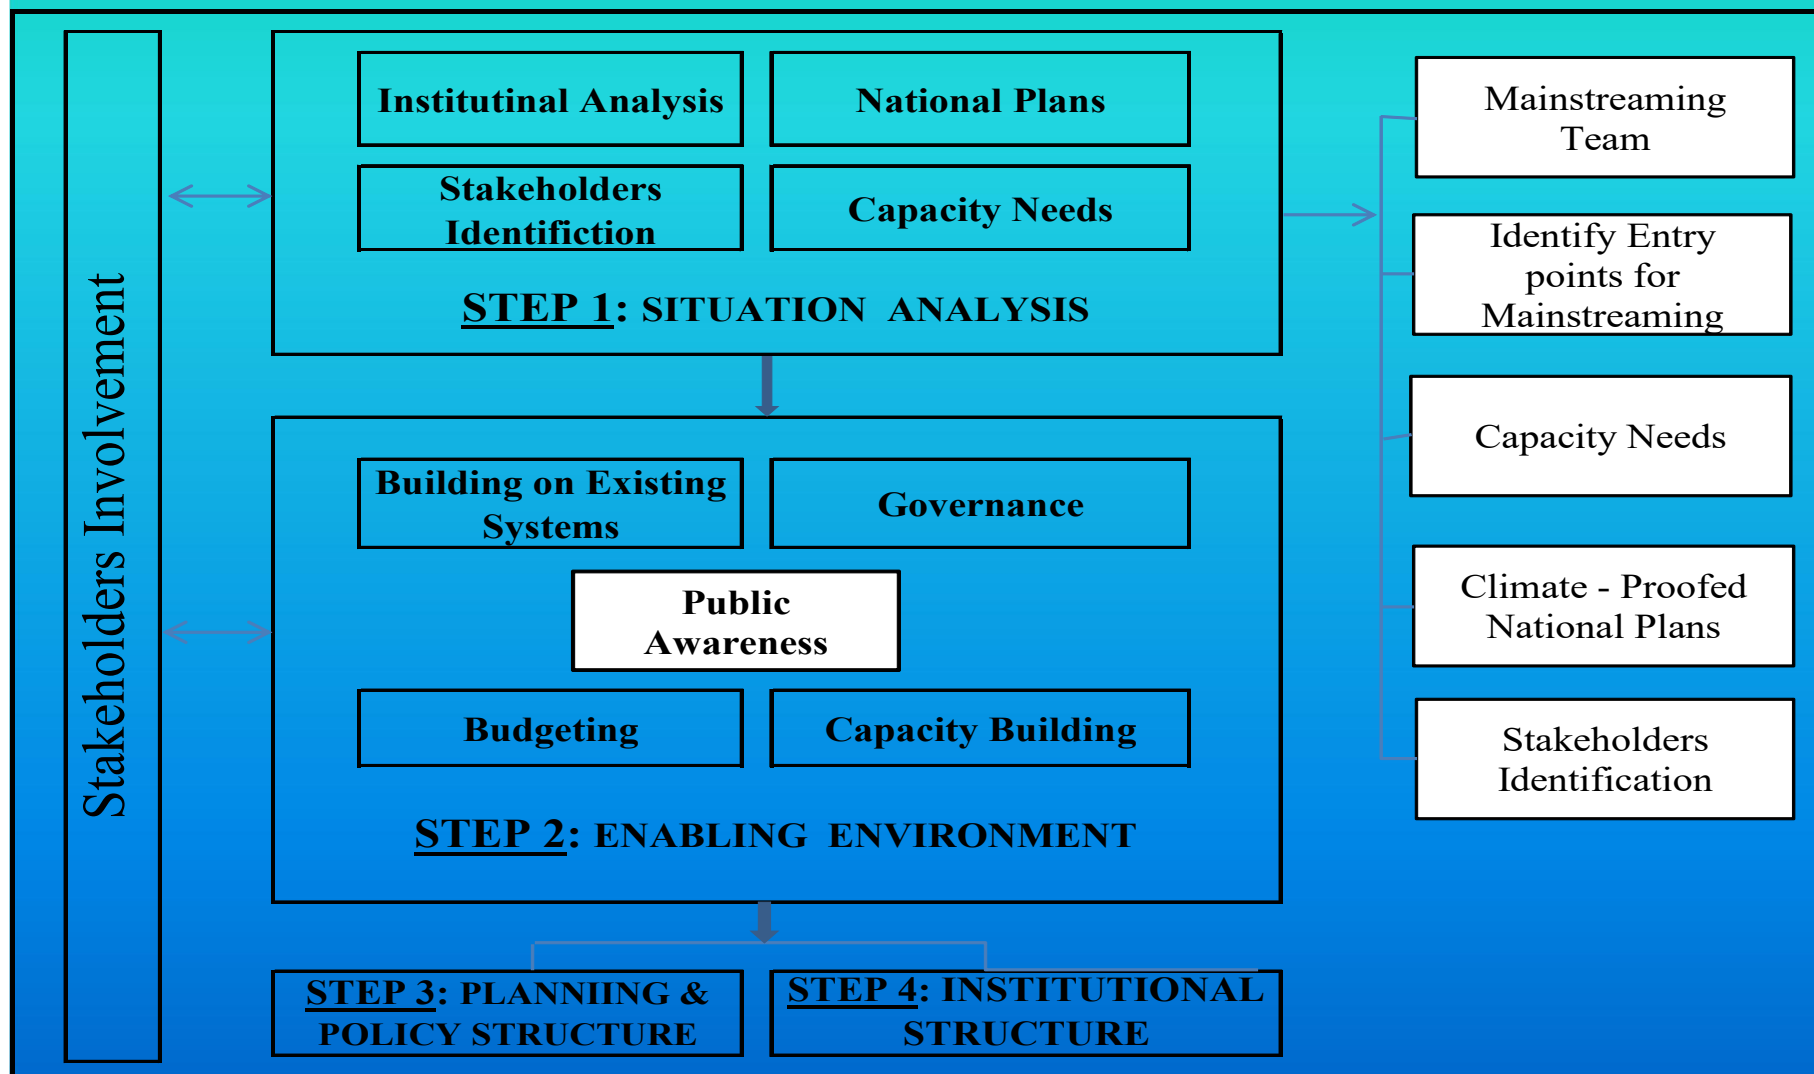 Stakeholders Involvement
Institutinal Analysis
National Plans
Stakeholders
Identifiction
Capacity Needs
STEP 1: SITUATION ANALYSIS
Building on Existing
Systems
Governance
Public
Awareness
Budgeting
Capacity Building
STEP 2: ENABLING ENVIRONMENT
STEP 3: PLANNIING &
POLICY STRUCTURE
STEP 4: INSTITUTIONAL
STRUCTURE
Mainstreaming
Team
Identify Entry
points for
Mainstreaming
Capacity Needs
Climate - Proofed
National Plans
Stakeholders
Identification